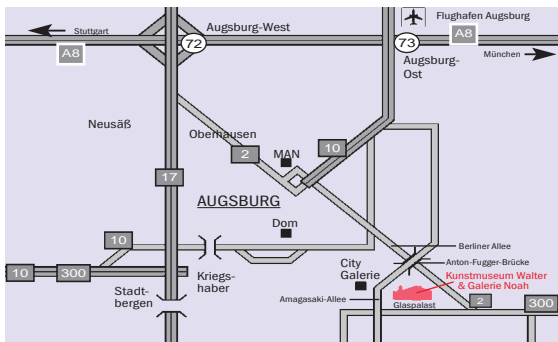 Stuttgart
A8
Augsburg-West
72
Flughafen Augsburg
73
A8
Augsburg-
Ost
München
Neusäß
Oberhausen
2
MAN
10
17
AUGSBURG
Dom
10
10
300
Stadt-
bergen
Kriegs-
haber
City
Galerie
Berliner Allee
Anton-Fugger-Brücke
Kunstmuseum Walter
& Galerie Noah
Amagasaki-Allee
Glaspalast
2
300